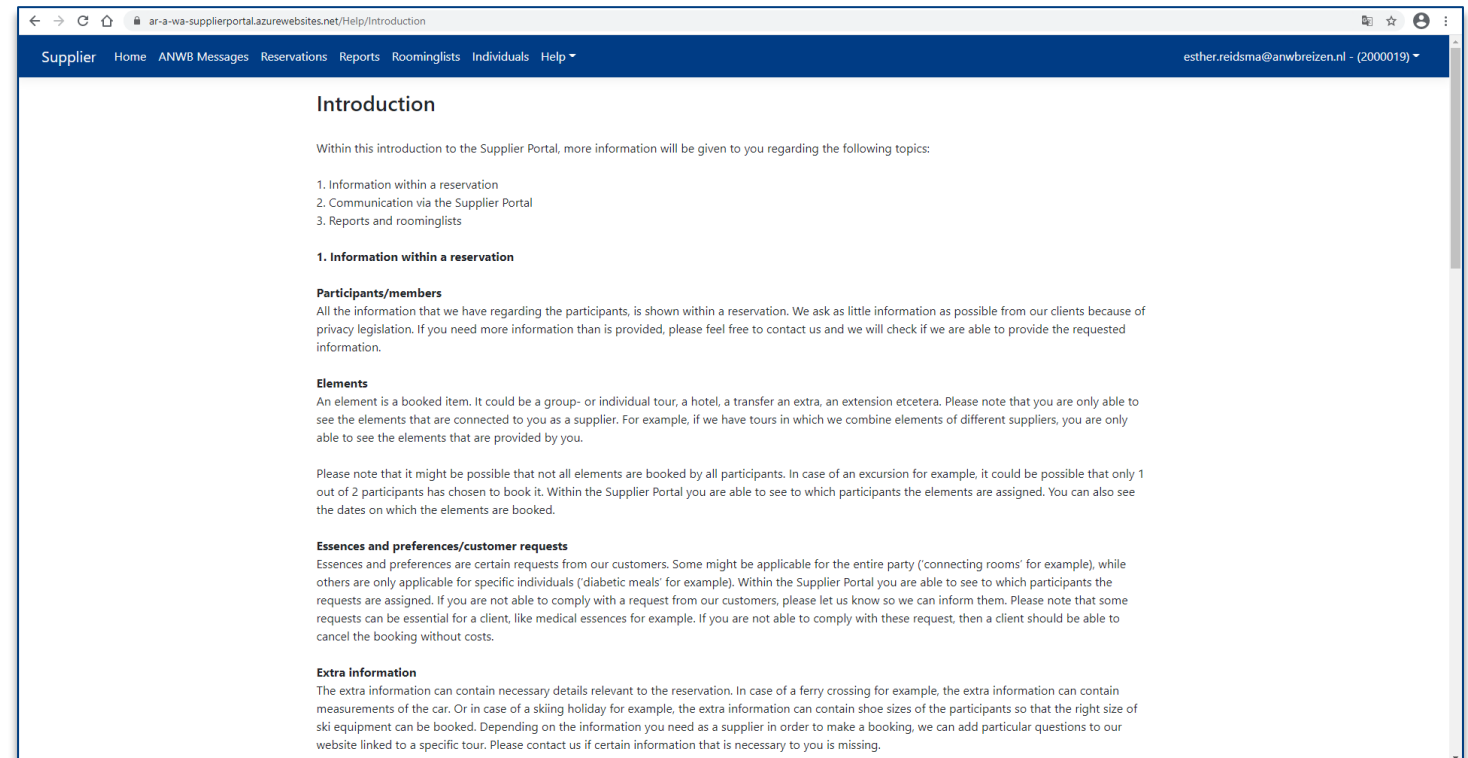 ar-a-wa-supplierportal.azurewebsites.net/Help/Introduction
Supplier Home ANWB Messages Reservations Reports Roominglists Individuals Help esther.reidsma@anwbreizen.nl - (2000019)
Introduction
Within this introduction to the Supplier Portal, more information will be given to you regarding the following topics:
1. Information within a reservation
2. Communication via the Supplier Portal
3. Reports and roominglists
1. Information within a reservation
Participants/members
All the information that we have regarding the participants, is shown within a reservation. We ask as little information as possible from our clients because of
privacy legislation. If you need more information than is provided, please feel free to contact us and we will check if we are able to provide the requested
information.
Elements
An element is a booked item. It could be a group- or individual tour, a hotel, a transfer an extra, an extension etcetera. Please note that you are only able to
see the elements that are connected to you as a supplier. For example, if we have tours in which we combine elements of different suppliers, you are only
able to see the elements that are provided by you.
Please note that it might be possible that not all elements are booked by all participants. In case of an excursion for example, it could be possible that only 1
out of 2 participants has chosen to book it. Within the Supplier Portal you are able to see to which participants the elements are assigned. You can also see
the dates on which the elements are booked.
Essences and preferences/customer requests
Essences and preferences are certain requests from our customers. Some might be applicable for the entire party ('connecting rooms' for example), while
others are only applicable for specific individuals ('diabetic meals' for example). Within the Supplier Portal you are able to see to which participants the
requests are assigned. If you are not able to comply with a request from our customers, please let us know so we can inform them. Please note that some
requests can be essential for a client, like medical essences for example. If you are not able to comply with these request, then a client should be able to
cancel the booking without costs.
Extra information
The extra information can contain necessary details relevant to the reservation. In case of a ferry crossing for example, the extra information can contain
measurements of the car. Or in case of a skiing holiday for example, the extra information can contain shoe sizes of the participants so that the right size of
ski equipment can be booked. Depending on the information you need as a supplier in order to make a booking, we can add particular questions to our
website linked to a specific tour. Please contact us if certain information that is necessary to you is missing.